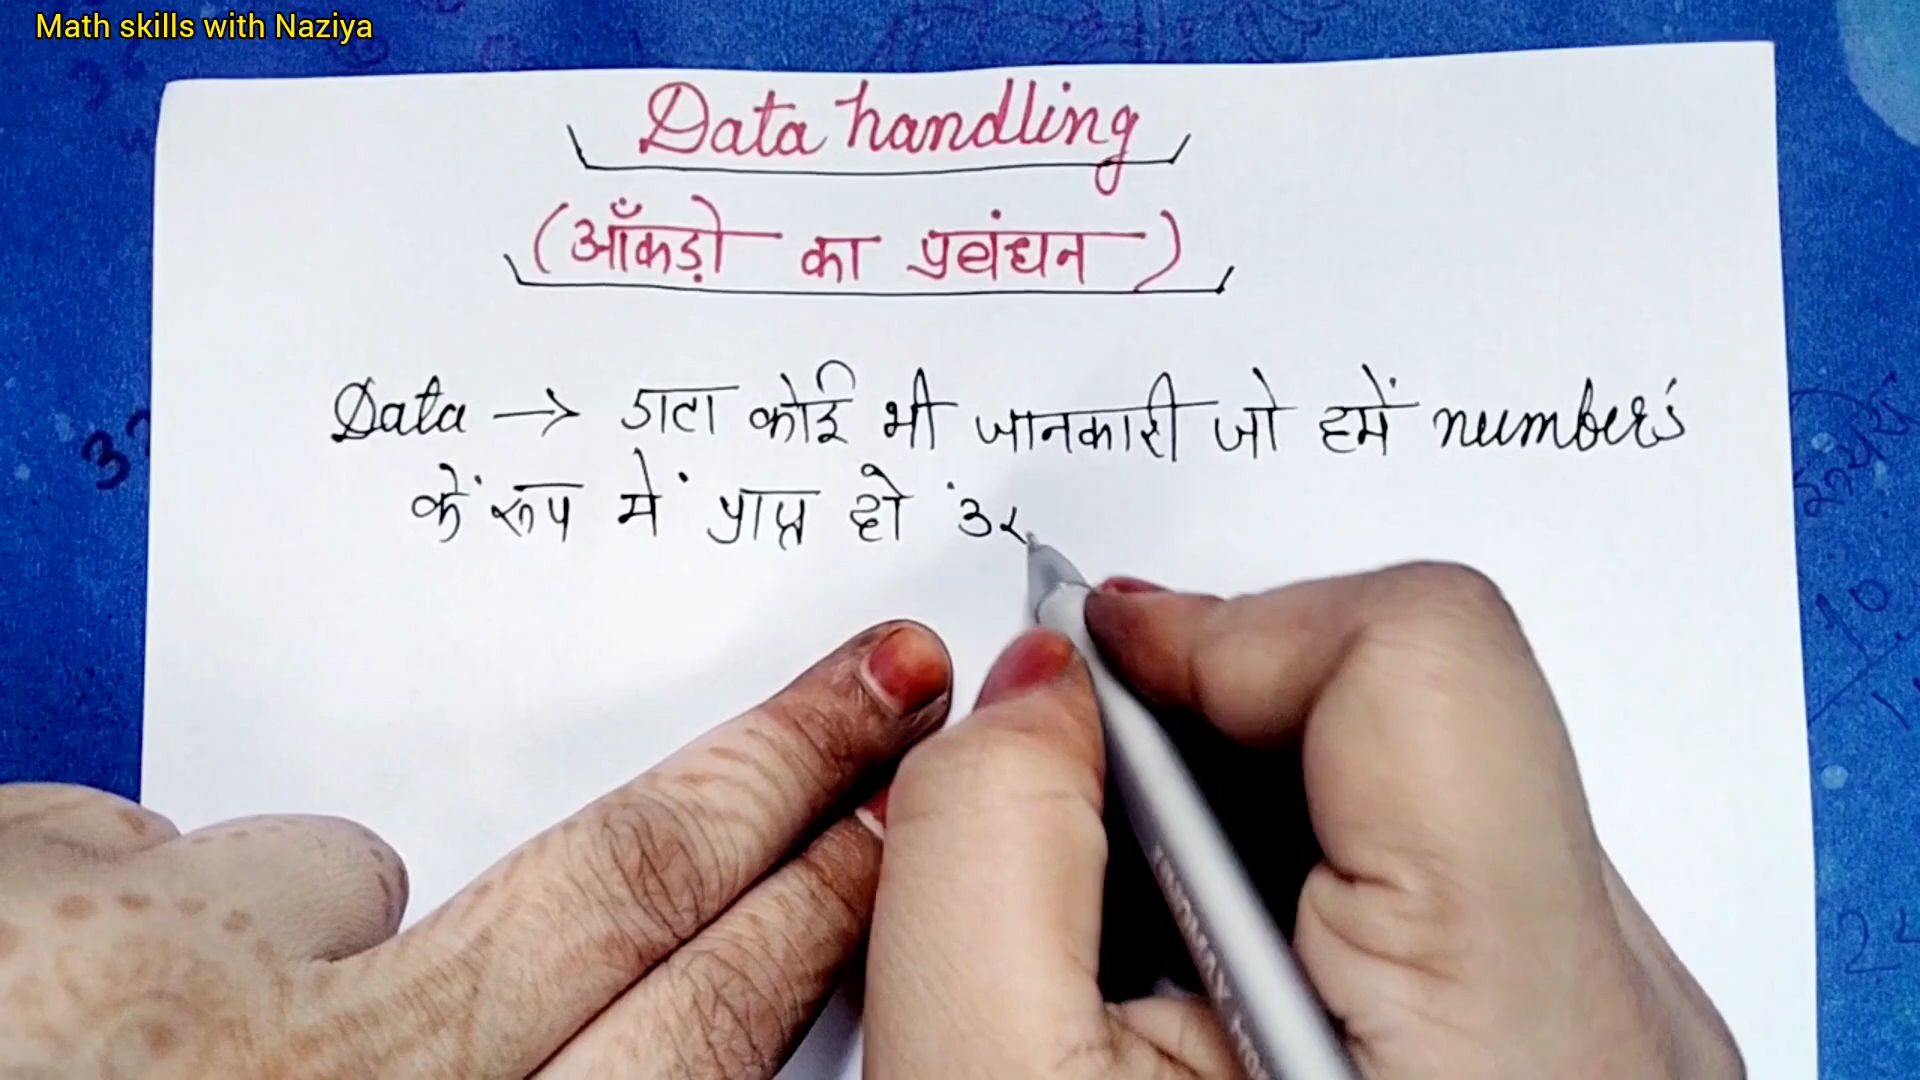 Math skills with Naziya
Data handling
(आँकड़ो का प्रबंधन)
Data → डाटा कोई भी जानकारी जो हमें numbers
के रूप में प्राप्त हो